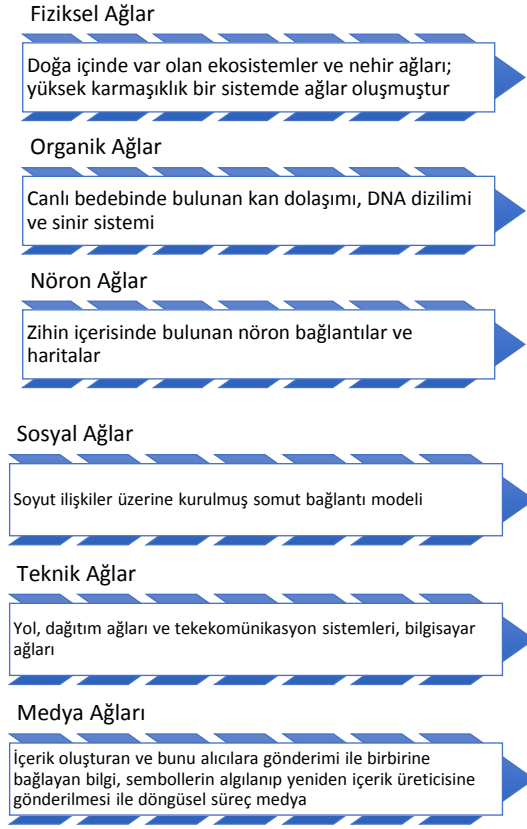 Fiziksel Ağlar
Doğa içinde var olan ekosistemler ve nehir ağları;
yüksek karmaşıklık bir sistemde ağlar oluşmuştur
Organik Ağlar
Canlı bedebinde bulunan kan dolaşımı, DNA dizilimi
ve sinir sistemi
Nöron Ağlar
Zihin içerisinde bulunan nöron bağlantılar ve
haritalar
Sosyal Ağlar
Soyut ilişkiler üzerine kurulmuş somut bağlantı modeli
Teknik Ağlar
Yol, dağıtım ağları ve tekekomünikasyon sistemleri, bilgisayar
ağları
Medya Ağları
İçerik oluşturan ve bunu alıcılara gönderimi ile birbirine
bağlayan bilgi, sembollerin algılanıp yeniden içerik üreticisine
gönderilmesi ile döngüsel süreç medya